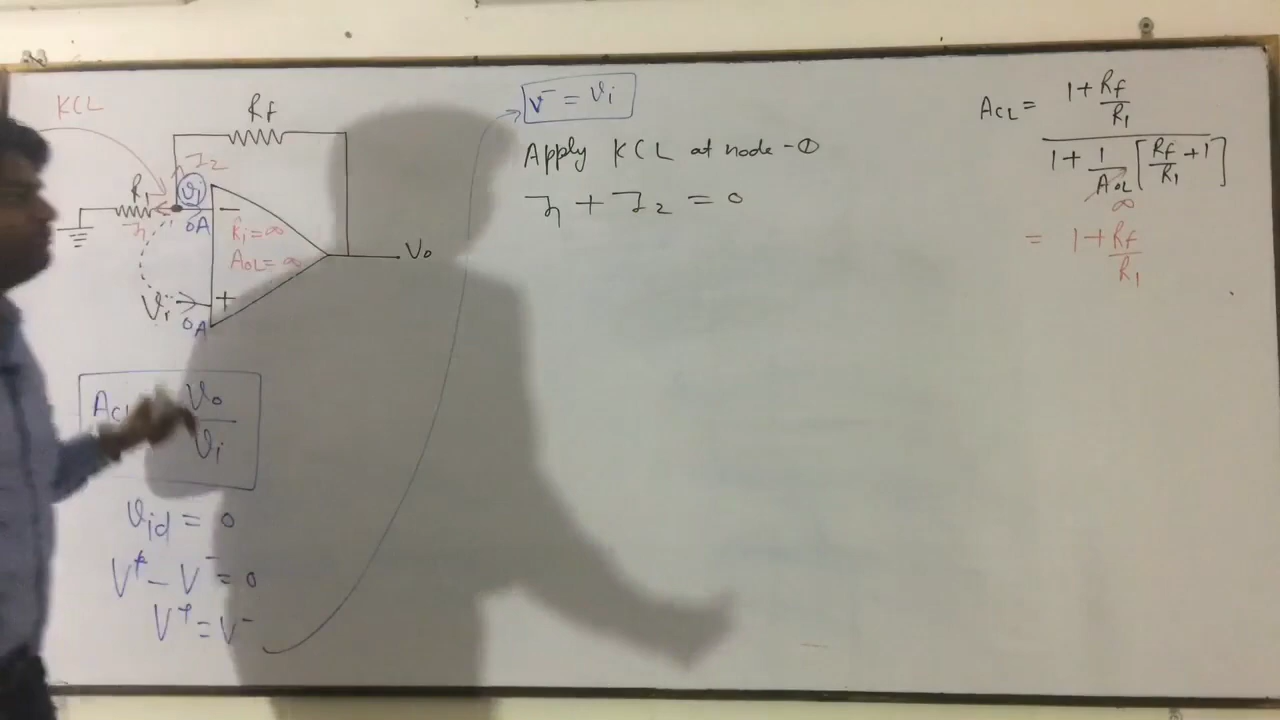 KCL
Rf
I2
R1
Vi
−
I1
0A
Ri = ∞
AOL = ∞
Vo
Vi
+
0A
ACL Vo
Vi
Vid = 0
V+ − V− = 0
V+ = V−
V− = Vi
Apply KCL at node - ①
I1 + I2 = 0
ACL = 1 + Rf/R1
1 + 1/AOL [Rf/R1 + 1]
∞
= 1 + Rf/R1